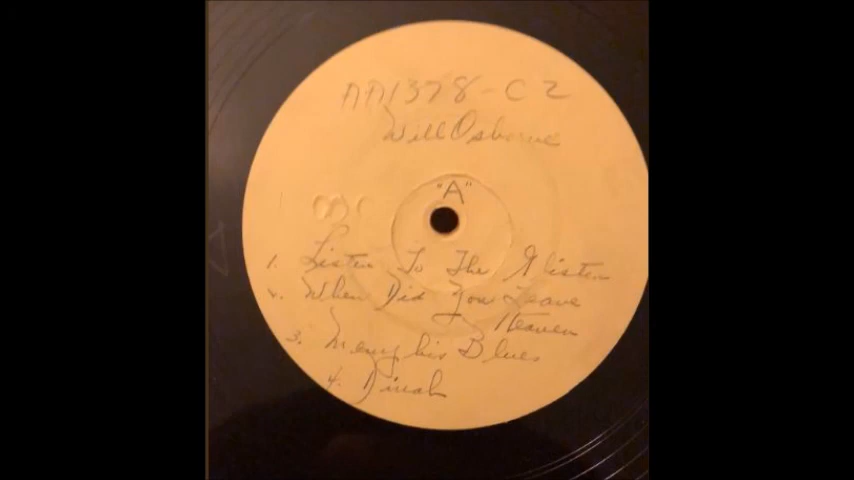 AA1378-C2
Will Osborne
"A"
1. Listen To The Glisten
2. When Did You Leave
Heaven
3. Memphis Blues
4. Dinah